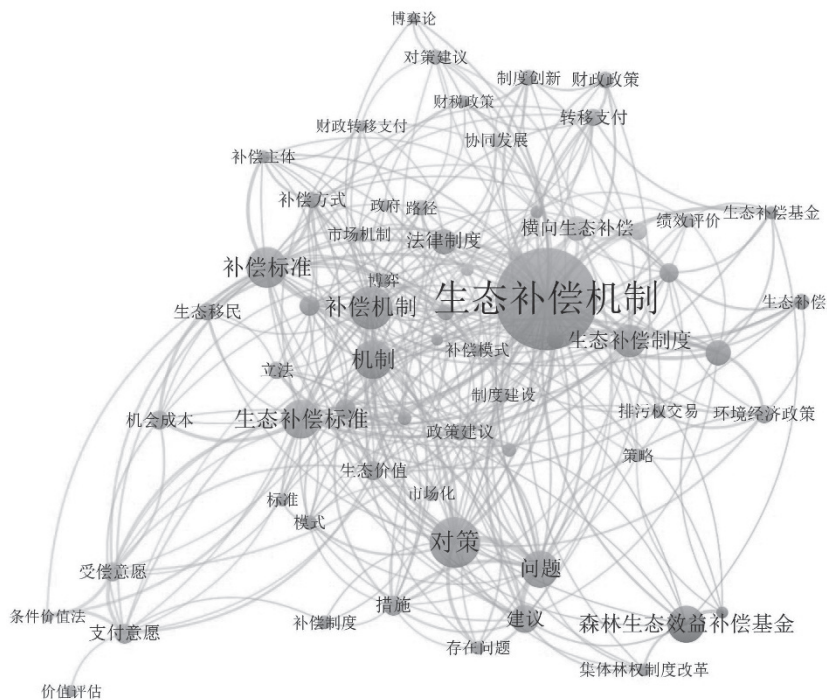 博弈论
对策建议
制度创新
财政政策
财税政策
转移支付
财政转移支付
协同发展
补偿主体
补偿方式
政府
路径
生态补偿基金
绩效评价
横向生态补偿
市场机制
法律制度
补偿标准
博弈
生态补偿机制
生态补偿
补偿机制
生态移民
生态补偿制度
补偿模式
机制
立法
制度建设
排污权交易
环境经济政策
机会成本
生态补偿标准
政策建议
策略
生态价值
市场化
标准
模式
对策
问题
受偿意愿
措施
条件价值法
支付意愿
补偿制度
建议
森林生态效益补偿基金
存在问题
集体林权制度改革
价值评估